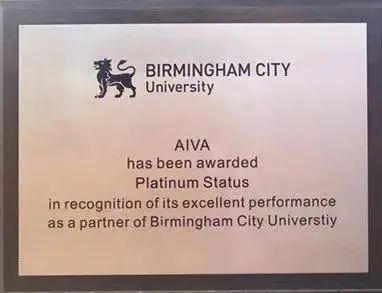 BIRMINGHAM CITY
University
AIVA
has been awarded
Platinum Status
in recognition of its excellent performance
as a partner of Birmingham City Universtiy